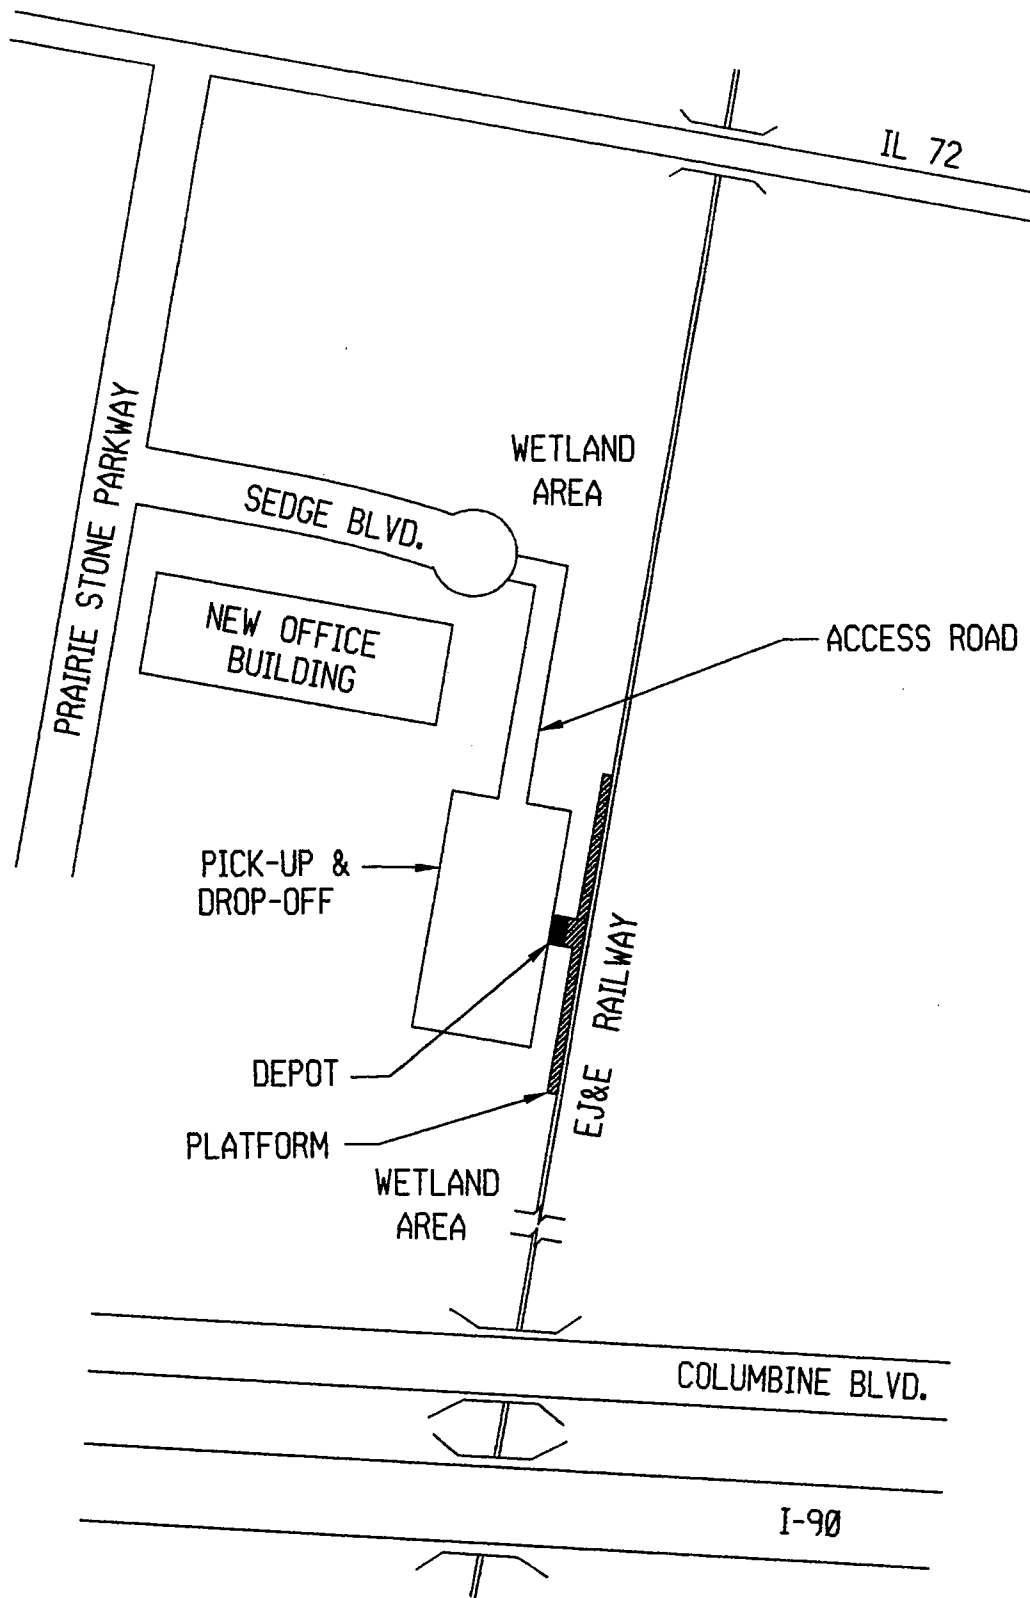 IL 72
WETLAND
AREA
SEDGE BLVD.
PRAIRIE STONE PARKWAY
NEW OFFICE
BUILDING
ACCESS ROAD
PICK-UP &
DROP-OFF
EJ&E RAILWAY
DEPOT
PLATFORM
WETLAND
AREA
COLUMBINE BLVD.
I-90